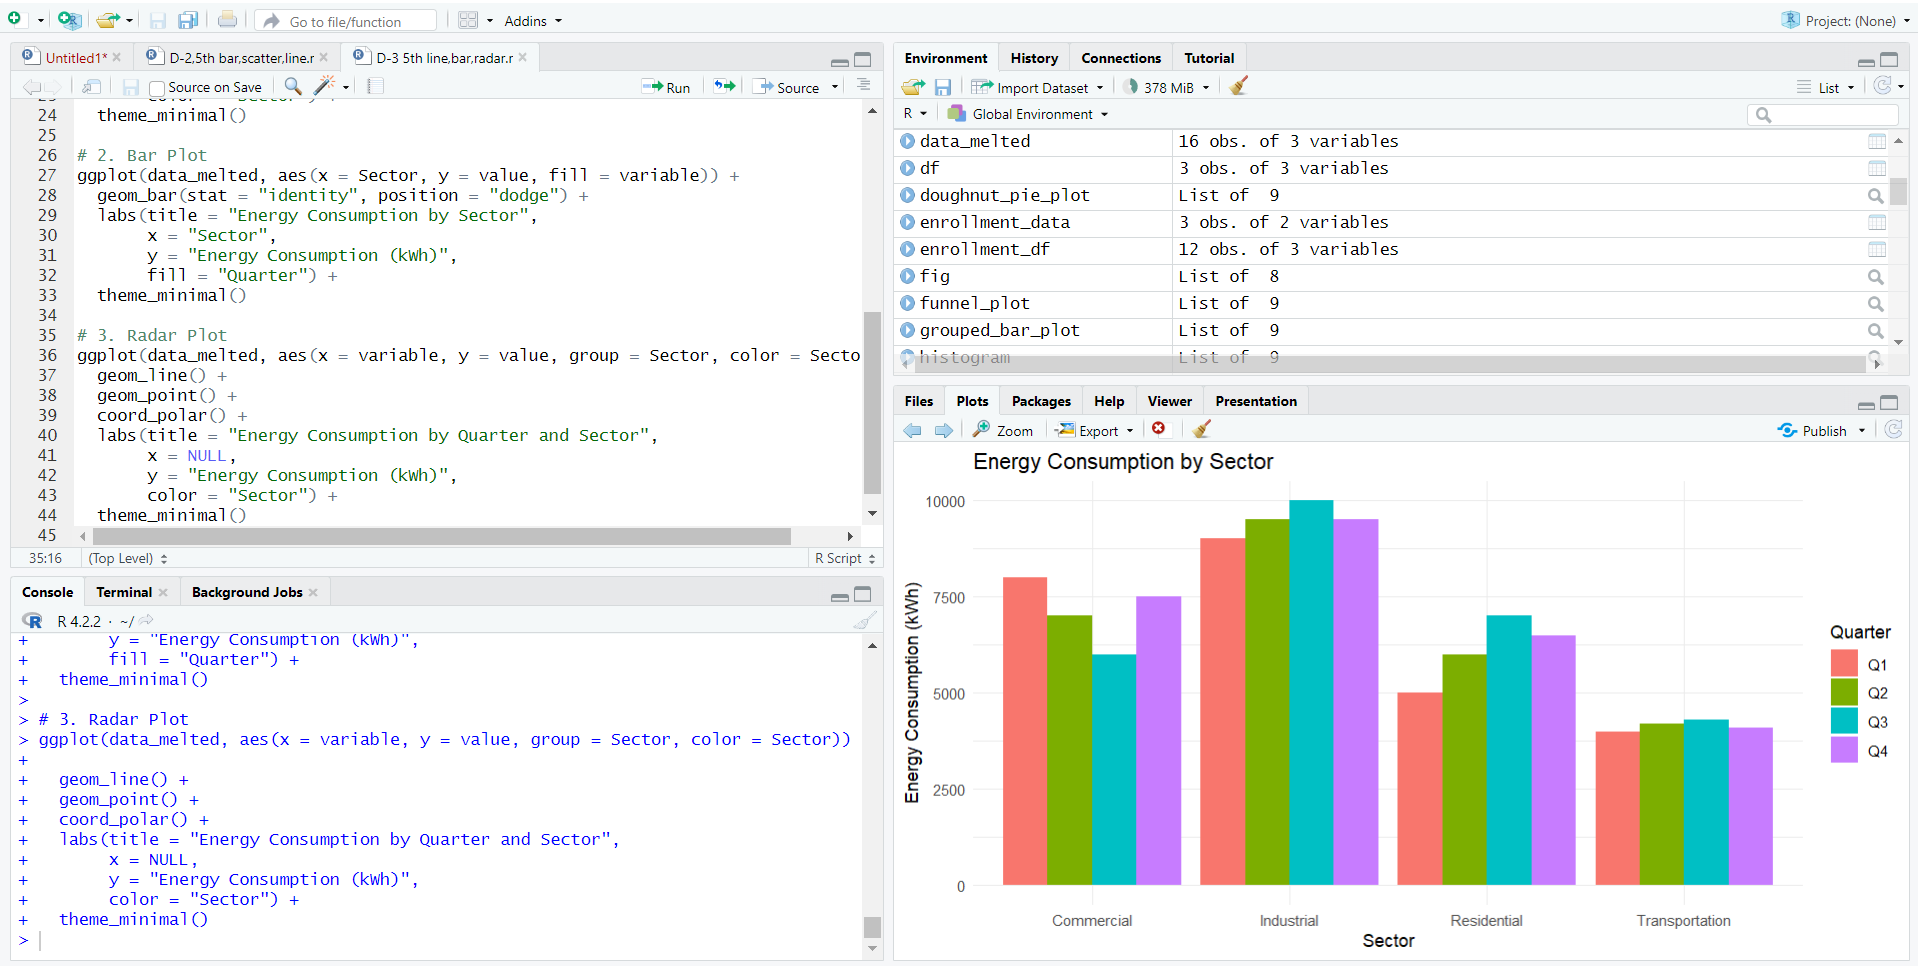 Go to file/function
Addins
Project: (None)
Untitled1*
D-2,5th bar,scatter,line.r
D-3 5th line,bar,radar.r
Source on Save
Run
Source
24   theme_minimal()
25
26 # 2. Bar Plot
27 ggplot(data_melted, aes(x = Sector, y = value, fill = variable)) +
28   geom_bar(stat = "identity", position = "dodge") +
29   labs(title = "Energy Consumption by Sector",
30        x = "Sector",
31        y = "Energy Consumption (kWh)",
32        fill = "Quarter") +
33   theme_minimal()
34
35 # 3. Radar Plot
36 ggplot(data_melted, aes(x = variable, y = value, group = Sector, color = Secto
37   geom_line() +
38   geom_point() +
39   coord_polar() +
40   labs(title = "Energy Consumption by Quarter and Sector",
41        x = NULL,
42        y = "Energy Consumption (kWh)",
43        color = "Sector") +
44   theme_minimal()
45
35:16 (Top Level) R Script
Console Terminal Background Jobs
R 4.2.2 · ~/
+        y = "Energy Consumption (kWh)",
+        fill = "Quarter") +
+   theme_minimal()
>
> # 3. Radar Plot
> ggplot(data_melted, aes(x = variable, y = value, group = Sector, color = Sector))
+
+   geom_line() +
+   geom_point() +
+   coord_polar() +
+   labs(title = "Energy Consumption by Quarter and Sector",
+        x = NULL,
+        y = "Energy Consumption (kWh)",
+        color = "Sector") +
+   theme_minimal()
>
Environment History Connections Tutorial
Import Dataset 378 MiB List
R Global Environment
data_melted 16 obs. of 3 variables
df 3 obs. of 3 variables
doughnut_pie_plot List of  9
enrollment_data 3 obs. of 2 variables
enrollment_df 12 obs. of 3 variables
fig List of  8
funnel_plot List of  9
grouped_bar_plot List of  9
histogram List of  9
Files Plots Packages Help Viewer Presentation
Zoom Export Publish
Energy Consumption by Sector
10000
7500
5000
2500
0
Energy Consumption (kWh)
Commercial Industrial Residential Transportation
Sector
Quarter
Q1
Q2
Q3
Q4